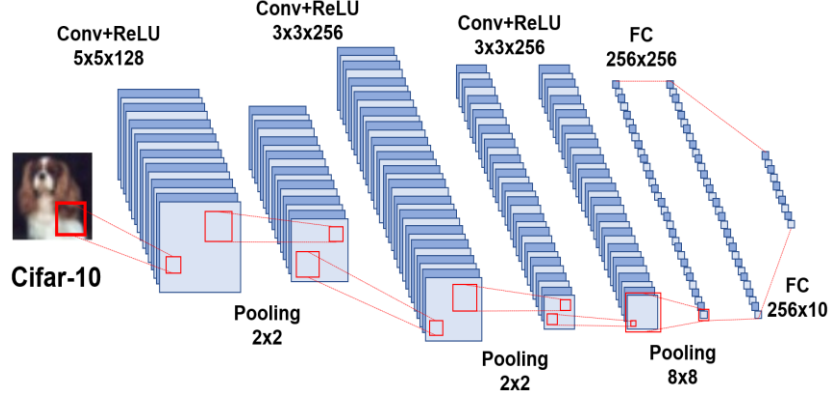 Conv+ReLU
5x5x128
Conv+ReLU
3x3x256
Conv+ReLU
3x3x256
FC
256x256
Cifar-10
Pooling
2x2
Pooling
2x2
Pooling
8x8
FC
256x10